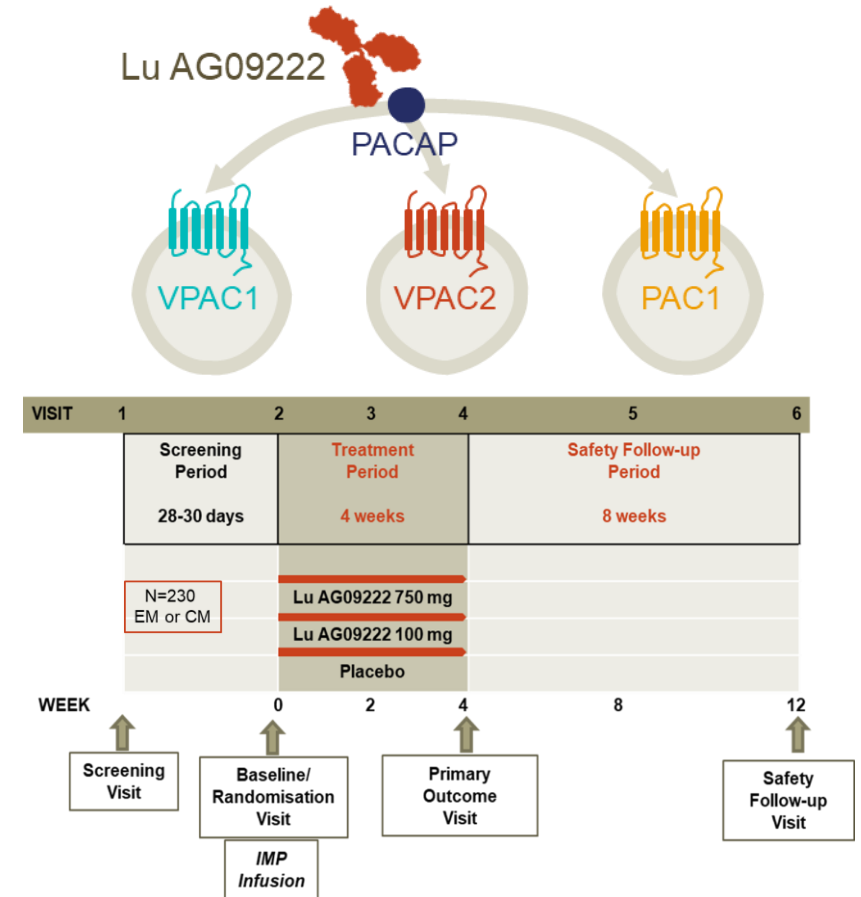 Lu AG09222
PACAP
VPAC1 VPAC2 PAC1
VISIT 1 2 3 4 5 6
Screening
Period
28-30 days
Treatment
Period
4 weeks
Safety Follow-up
Period
8 weeks
N=230
EM or CM
Lu AG09222 750 mg
Lu AG09222 100 mg
Placebo
WEEK 0 2 4 8 12
Screening
Visit
Baseline/
Randomisation
Visit
IMP
Infusion
Primary
Outcome
Visit
Safety
Follow-up
Visit